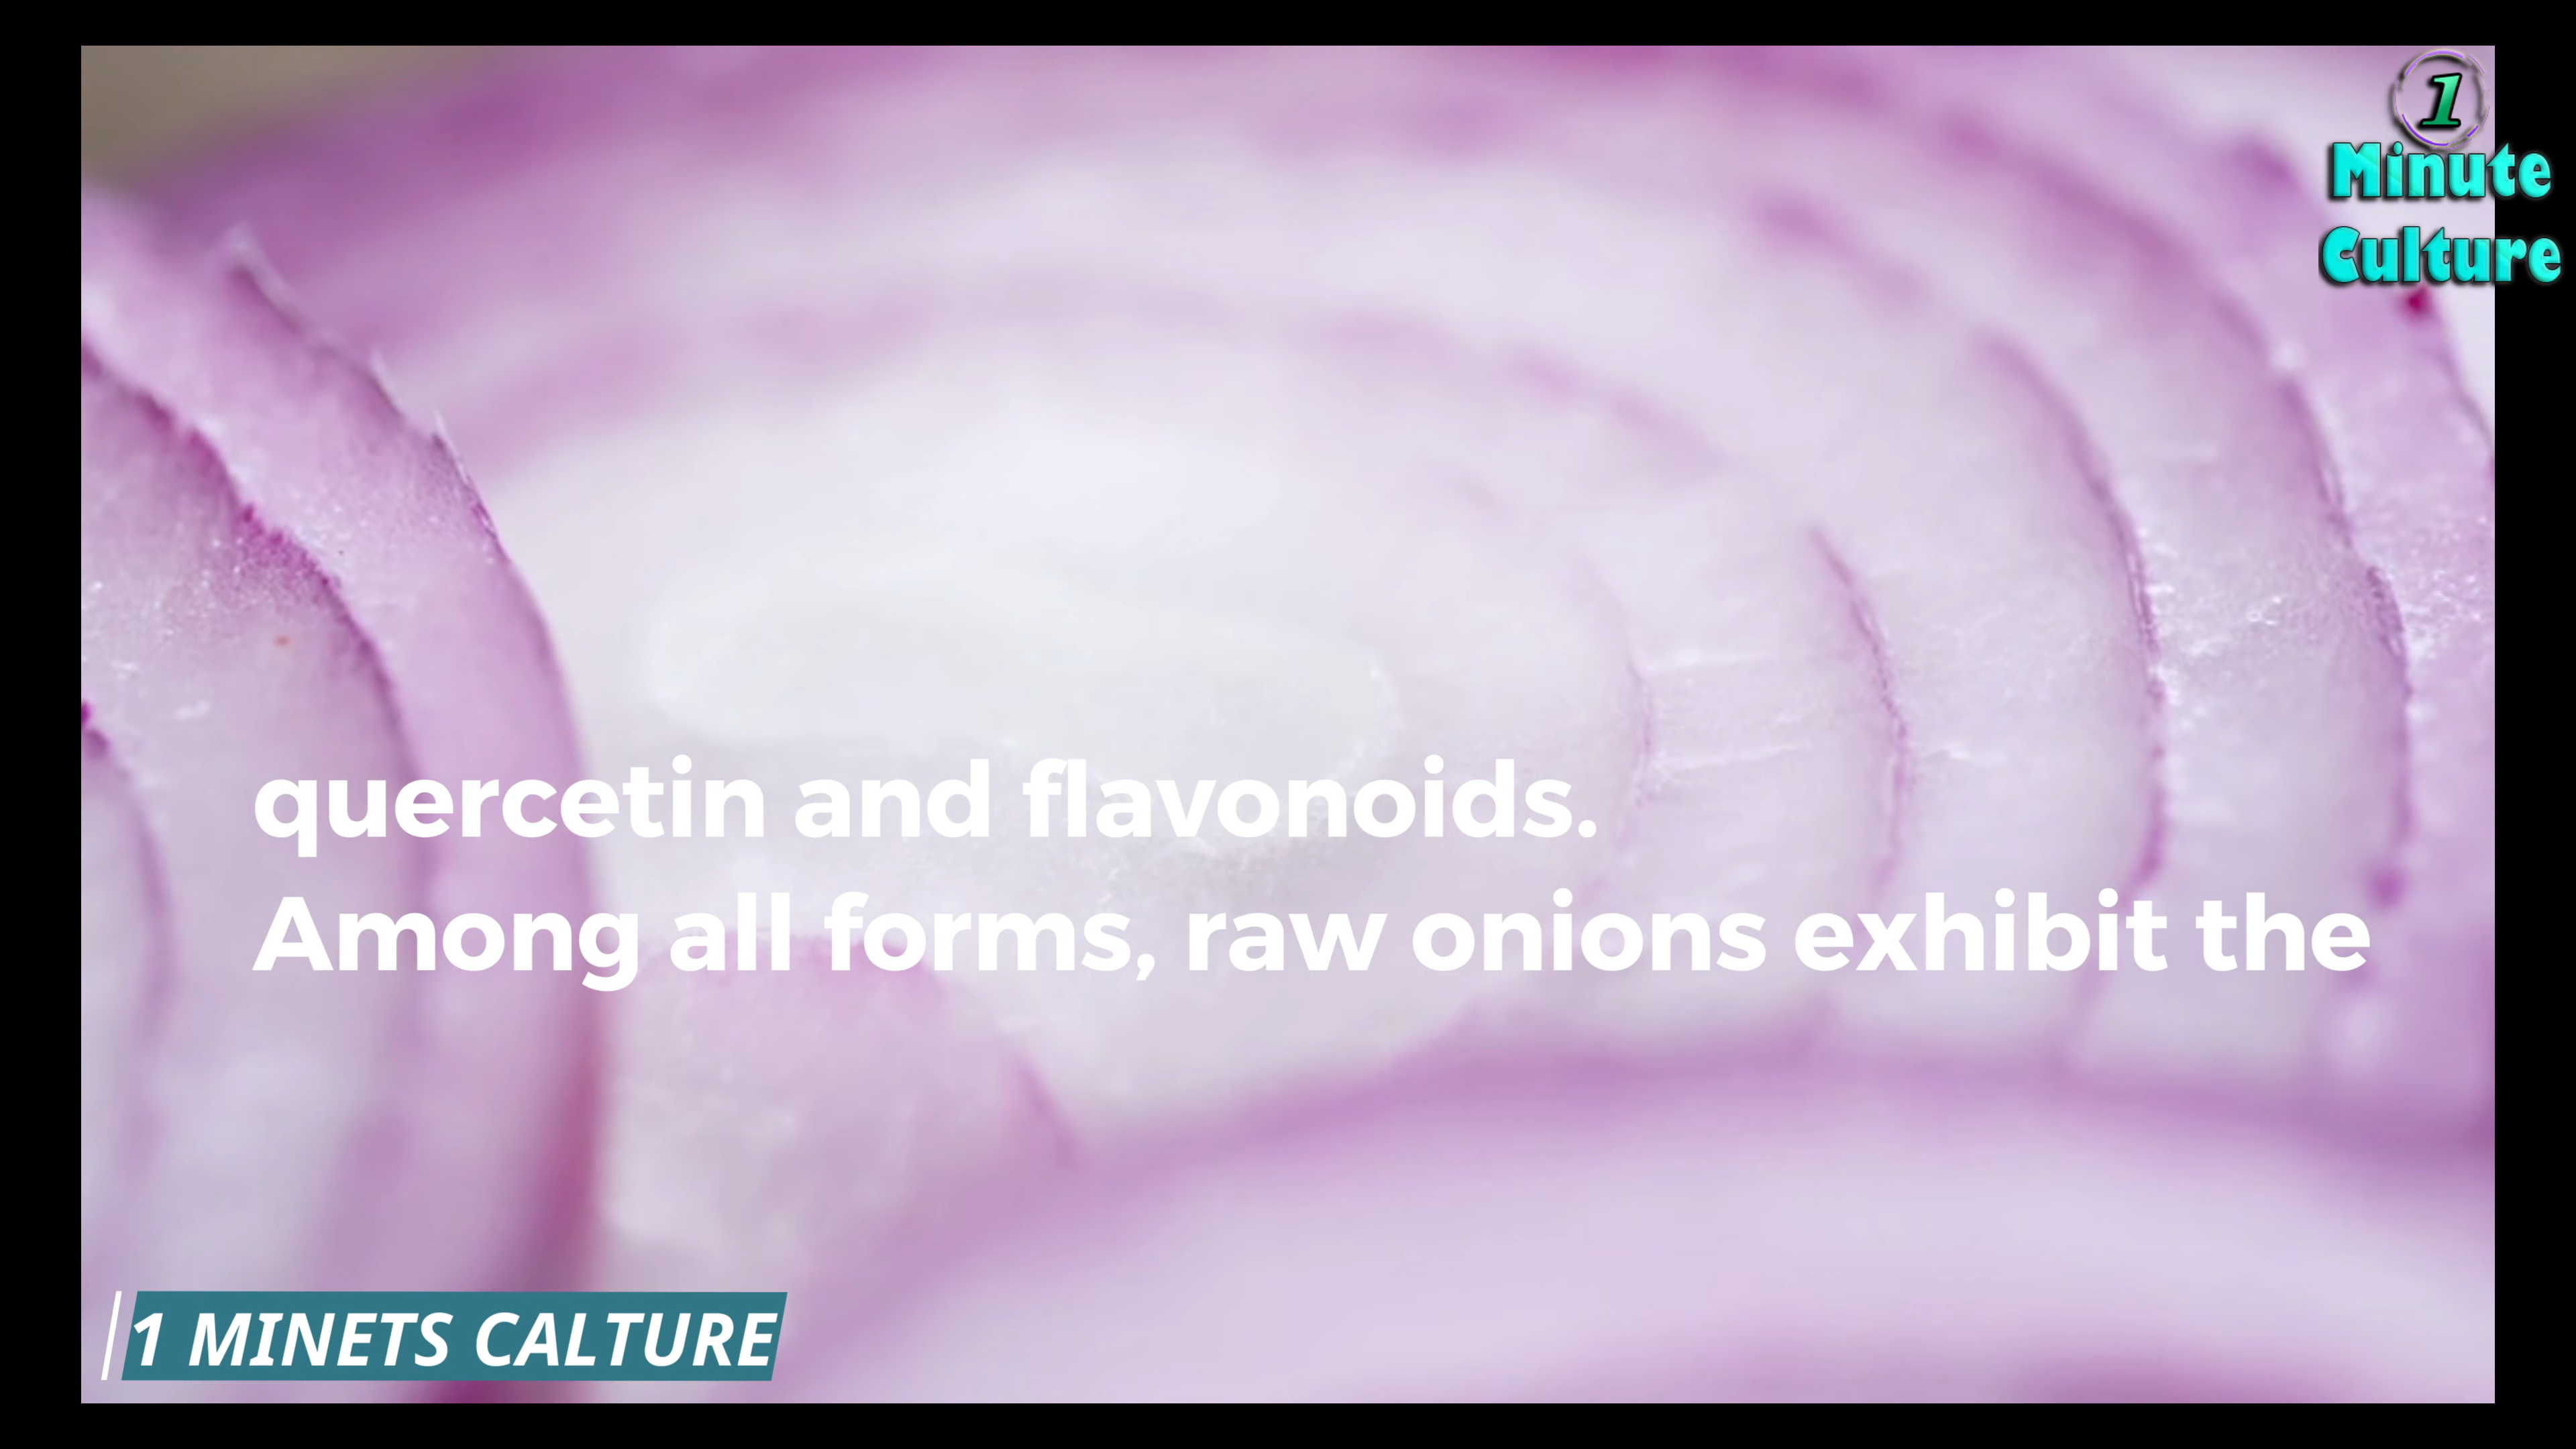 1
Minute
Culture
quercetin and flavonoids.
Among all forms, raw onions exhibit the
1 MINETS CALTURE